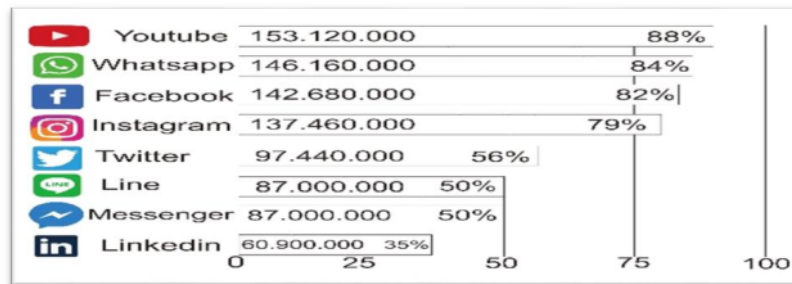 Youtube 153.120.000 88%
Whatsapp 146.160.000 84%
f Facebook 142.680.000 82%
Instagram 137.460.000 79%
Twitter 97.440.000 56%
LINE Line 87.000.000 50%
Messenger 87.000.000 50%
in Linkedin 60.900.000 35%
0 25 50 75 100